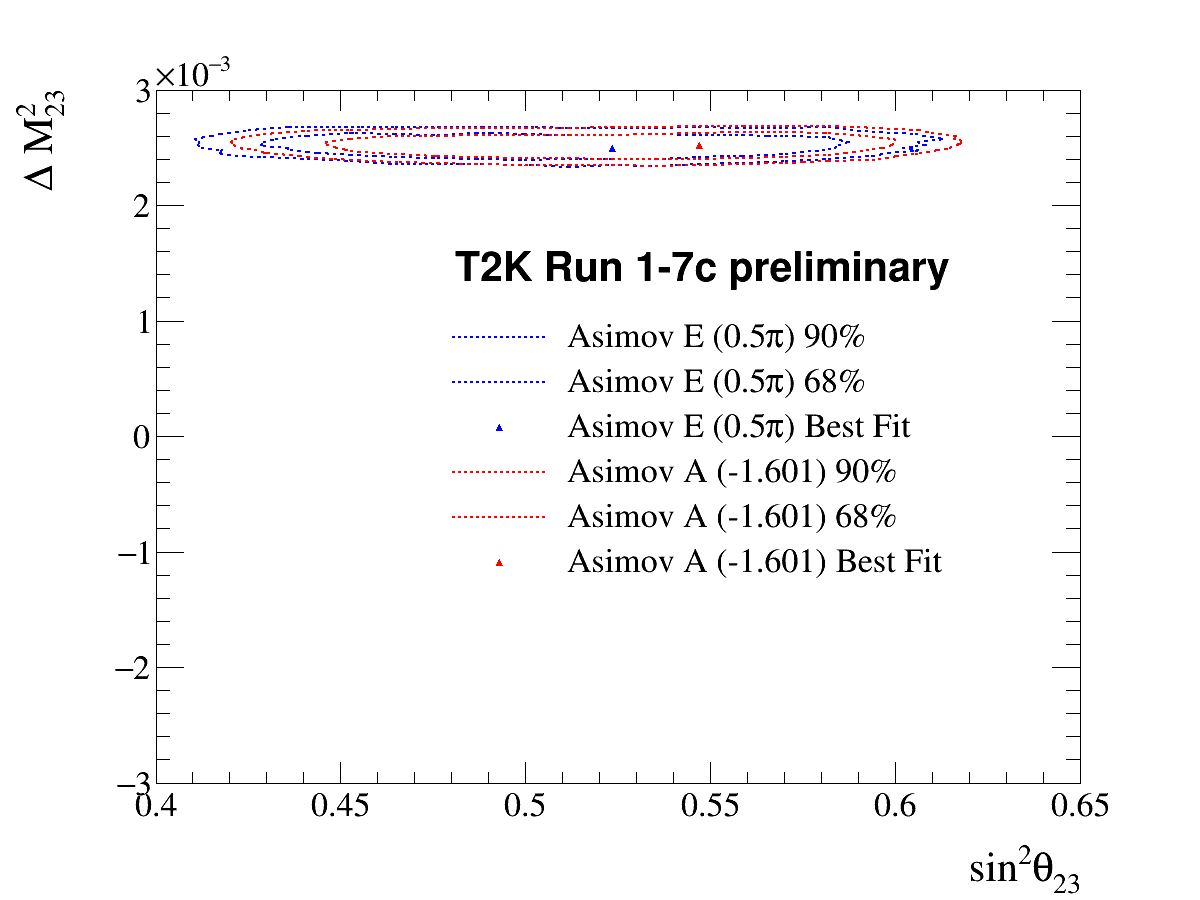 ×10⁻³
Δ M²₂₃
3
2
1
0
−1
−2
−3
T2K Run 1-7c preliminary
Asimov E (0.5π) 90%
Asimov E (0.5π) 68%
Asimov E (0.5π) Best Fit
Asimov A (-1.601) 90%
Asimov A (-1.601) 68%
Asimov A (-1.601) Best Fit
0.4 0.45 0.5 0.55 0.6 0.65
sin²θ₂₃